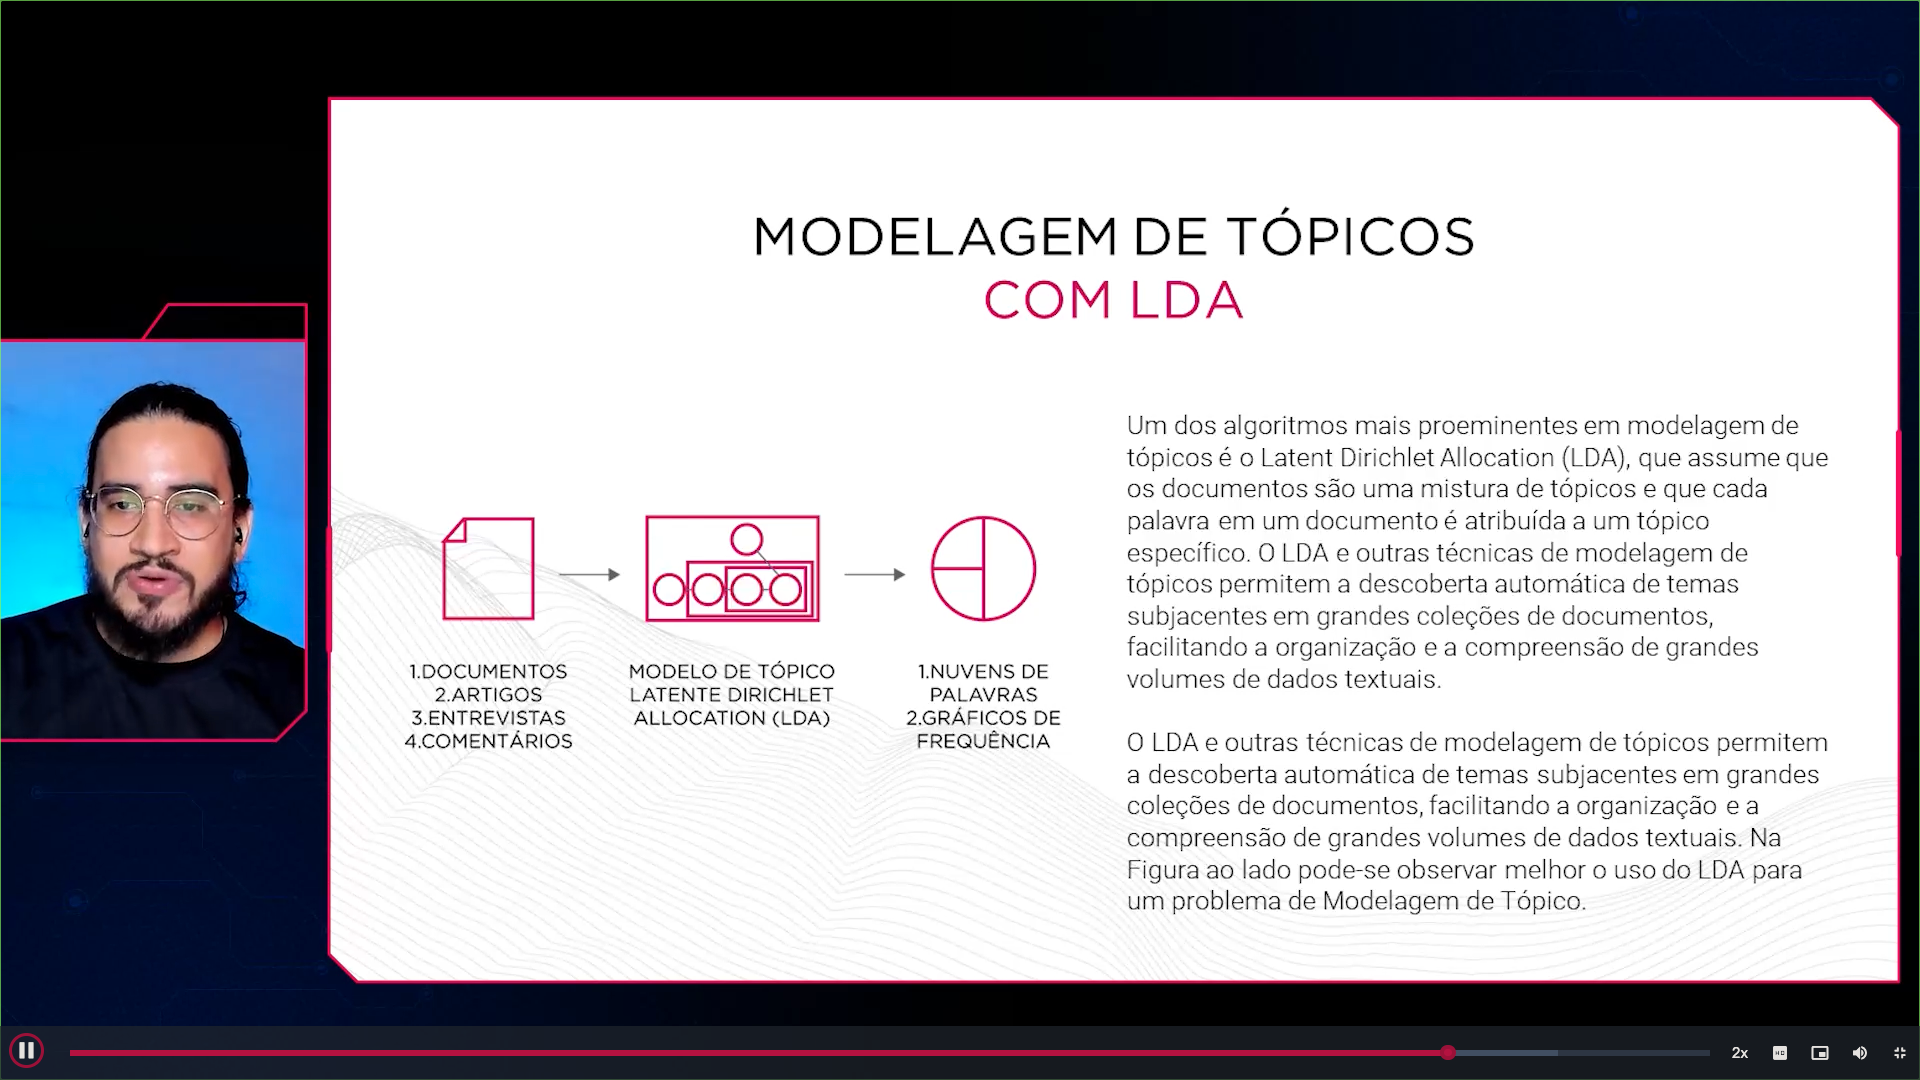 MODELAGEM DE TÓPICOS
COM LDA
1.DOCUMENTOS
2.ARTIGOS
3.ENTREVISTAS
4.COMENTÁRIOS
MODELO DE TÓPICO
LATENTE DIRICHLET
ALLOCATION (LDA)
1.NUVENS DE
PALAVRAS
2.GRÁFICOS DE
FREQUÊNCIA
Um dos algoritmos mais proeminentes em modelagem de
tópicos é o Latent Dirichlet Allocation (LDA), que assume que
os documentos são uma mistura de tópicos e que cada
palavra em um documento é atribuída a um tópico
específico. O LDA e outras técnicas de modelagem de
tópicos permitem a descoberta automática de temas
subjacentes em grandes coleções de documentos,
facilitando a organização e a compreensão de grandes
volumes de dados textuais.
O LDA e outras técnicas de modelagem de tópicos permitem
a descoberta automática de temas subjacentes em grandes
coleções de documentos, facilitando a organização e a
compreensão de grandes volumes de dados textuais. Na
Figura ao lado pode-se observar melhor o uso do LDA para
um problema de Modelagem de Tópico.
2x
HD